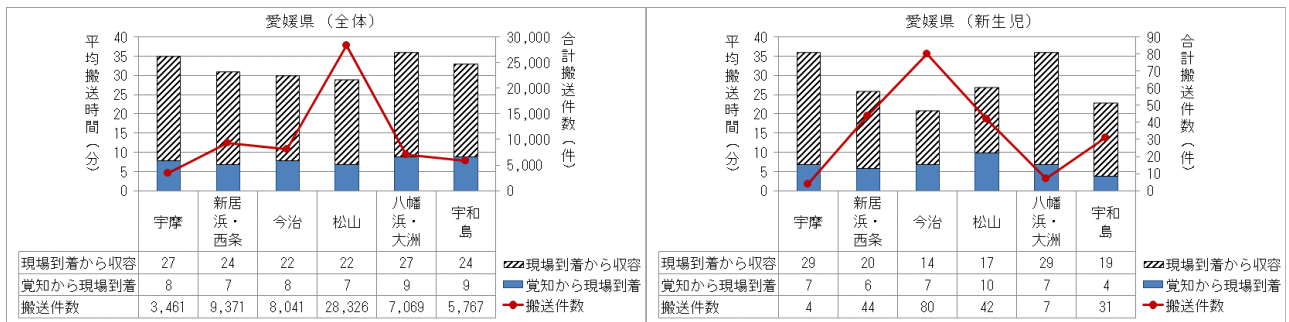 愛媛県（全体）
平均搬送時間（分）
40
35
30
25
20
15
10
5
0
合計搬送件数（件）
30,000
25,000
20,000
15,000
10,000
5,000
0
宇摩 新居浜・西条 今治 松山 八幡浜・大洲 宇和島
現場到着から収容 27 24 22 22 27 24
覚知から現場到着 8 7 8 7 9 9
搬送件数 3,461 9,371 8,041 28,326 7,069 5,767
現場到着から収容
覚知から現場到着
搬送件数
愛媛県（新生児）
平均搬送時間（分）
40
35
30
25
20
15
10
5
0
合計搬送件数（件）
90
80
70
60
50
40
30
20
10
0
宇摩 新居浜・西条 今治 松山 八幡浜・大洲 宇和島
現場到着から収容 29 20 14 17 29 19
覚知から現場到着 7 6 7 10 7 4
搬送件数 4 44 80 42 7 31
現場到着から収容
覚知から現場到着
搬送件数